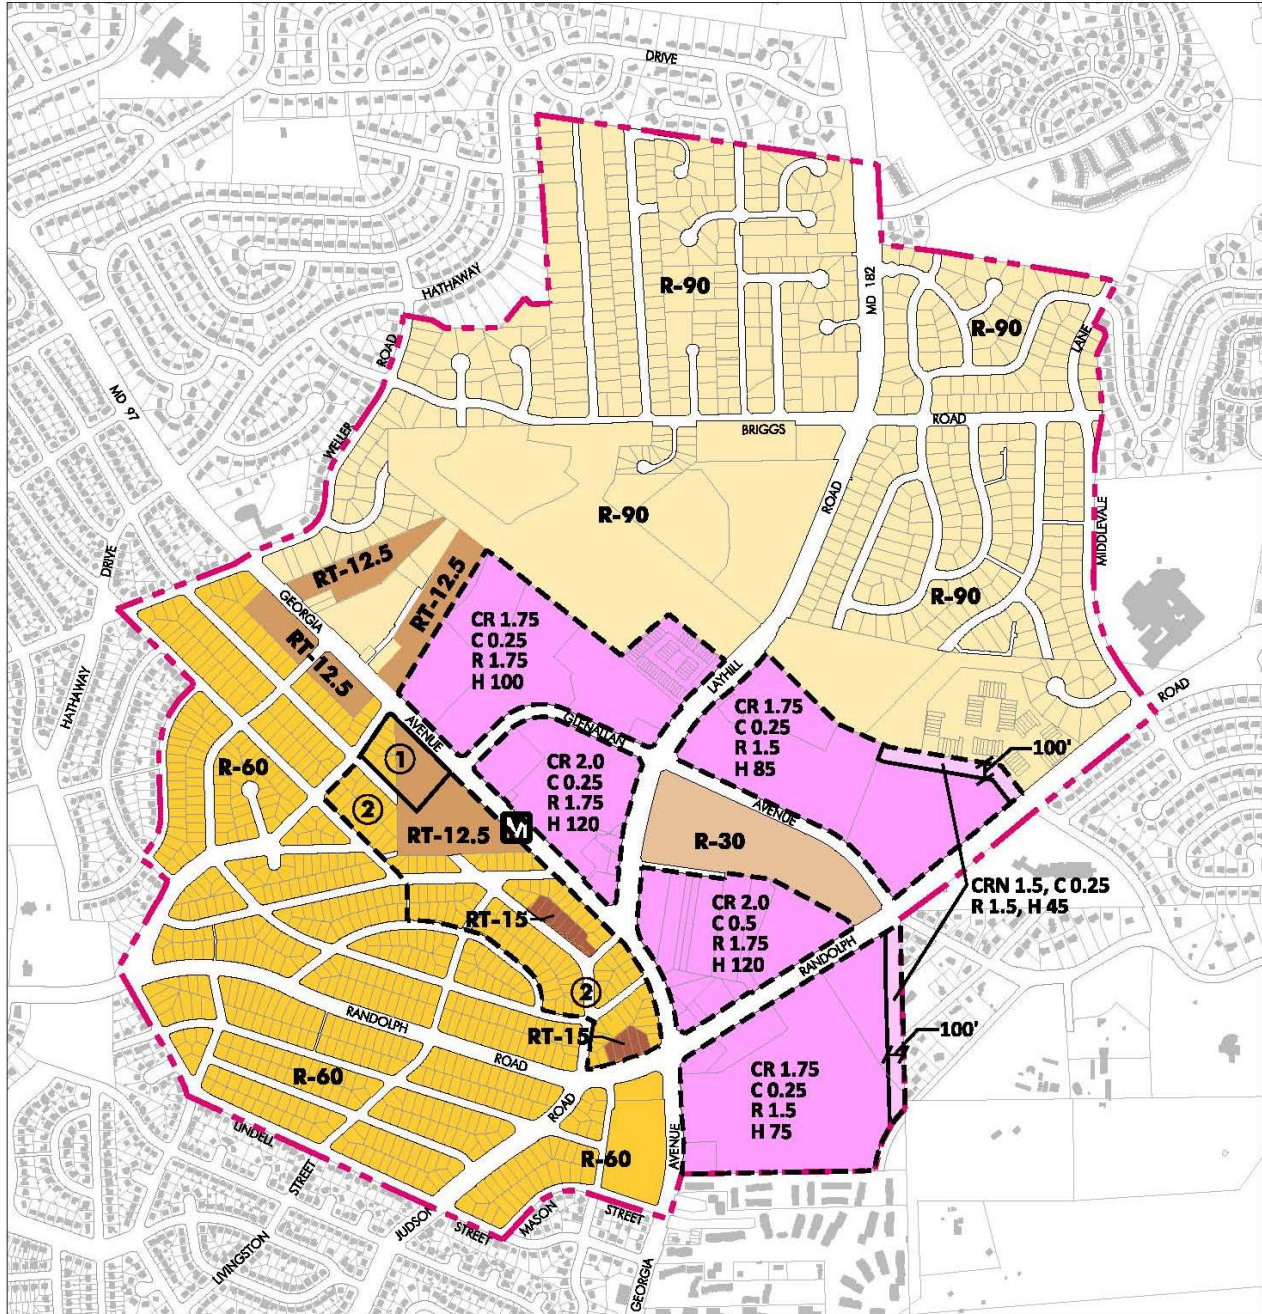 DRIVE
HATHAWAY
MD 182
R-90
R-90
LANE
ROAD
MD 97
WELLER
BRIGGS
ROAD
R-90
ROAD
MIDDLEVALE
DRIVE
RT-12.5
RT-12.5
R-90
GEORGIA
RT-12.5
CR 1.75
C 0.25
R 1.75
H 100
HATHAWAY
LAYHILL
ROAD
AVENUE
GLENALLAN
CR 1.75
C 0.25
R 1.5
H 85
100'
R-60
1
2
CR 2.0
C 0.25
R 1.75
H 120
AVENUE
M
RT-12.5
R-30
CRN 1.5, C 0.25
R 1.5, H 45
RT-15
CR 2.0
C 0.5
R 1.75
H 120
RANDOLPH
2
RANDOLPH
ROAD
RT-15
100'
R-60
CR 1.75
C 0.25
R 1.5
H 75
ROAD
AVENUE
R-60
LINDELL
STREET
LIVINGSTON
JUDSON
STREET
MASON
STREET
GEORGIA